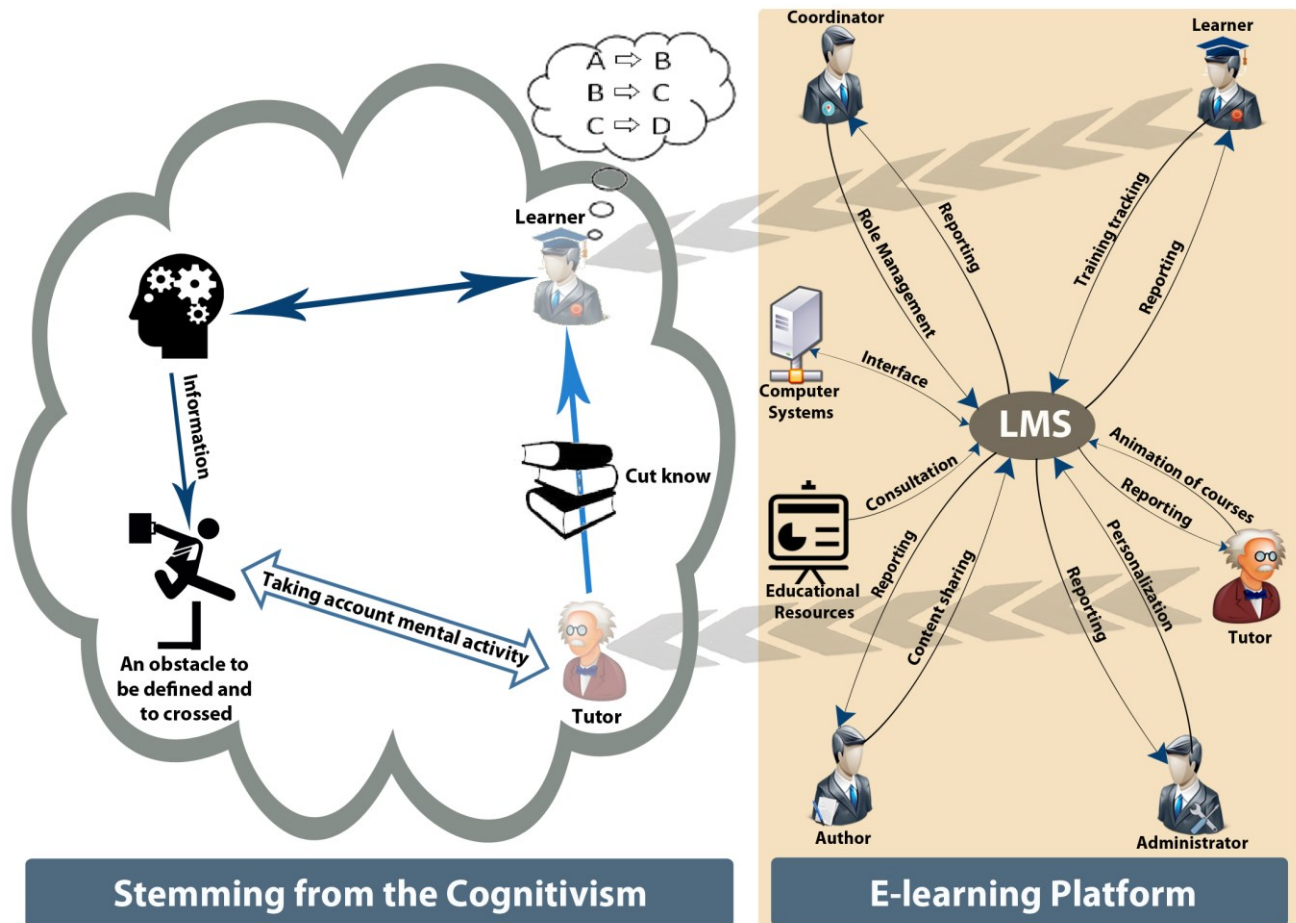 A ⇨ B
B ⇨ C
C ⇨ D
Learner
Information
Cut know
Taking account mental activity
An obstacle to
be defined and
to crossed
Tutor
Stemming from the Cognitivism
Coordinator
Learner
Role Management
Reporting
Training tracking
Reporting
Computer
Systems
Interface
LMS
Educational
Resources
Consultation
Animation of courses
Reporting
Tutor
Reporting
Content sharing
Reporting
Personalization
Author
Administrator
E-learning Platform